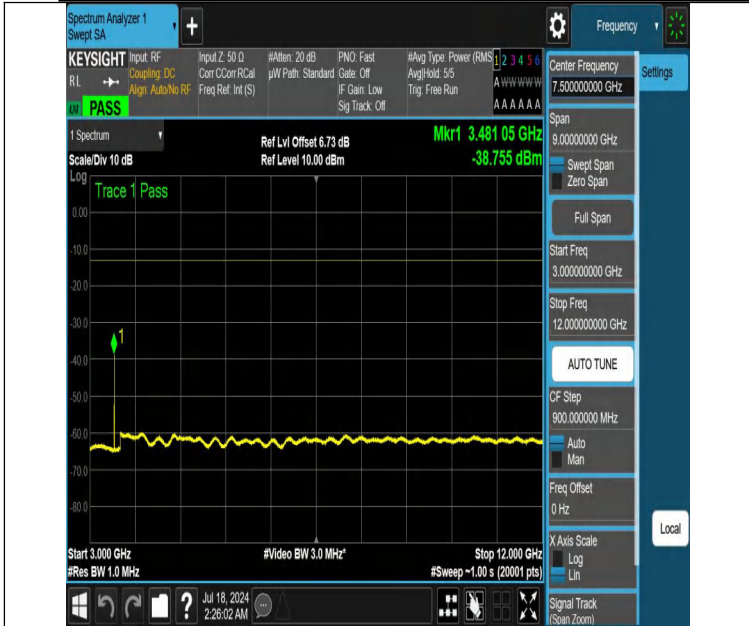 Spectrum Analyzer 1
Swept SA
+
Frequency
KEYSIGHT
RL
LXI PASS
Input: RF
Coupling: DC
Align: Auto/No RF
Input Z: 50 Ω
Corr CCorr RCal
Freq Ref: Int (S)
#Atten: 20 dB
µW Path: Standard
PNO: Fast
Gate: Off
IF Gain: Low
Sig Track: Off
#Avg Type: Power (RMS
Avg|Hold: 5/5
Trig: Free Run
1 2 3 4 5 6
A W W W W W
A A A A A A
1 Spectrum
Scale/Div 10 dB
Ref Lvl Offset 6.73 dB
Ref Level 10.00 dBm
Mkr1 3.481 05 GHz
-38.755 dBm
Log
Trace 1 Pass
0.00
-10.0
-20.0
-30.0
1
-40.0
-50.0
-60.0
-70.0
-80.0
Start 3.000 GHz
#Res BW 1.0 MHz
#Video BW 3.0 MHz*
Stop 12.000 GHz
#Sweep ~1.00 s (20001 pts)
Center Frequency
7.500000000 GHz
Settings
Span
9.00000000 GHz
Swept Span
Zero Span
Full Span
Start Freq
3.000000000 GHz
Stop Freq
12.000000000 GHz
AUTO TUNE
CF Step
900.000000 MHz
Auto
Man
Freq Offset
0 Hz
X Axis Scale
Log
Lin
Signal Track
(Span Zoom)
Local
?
Jul 18, 2024
2:26:02 AM